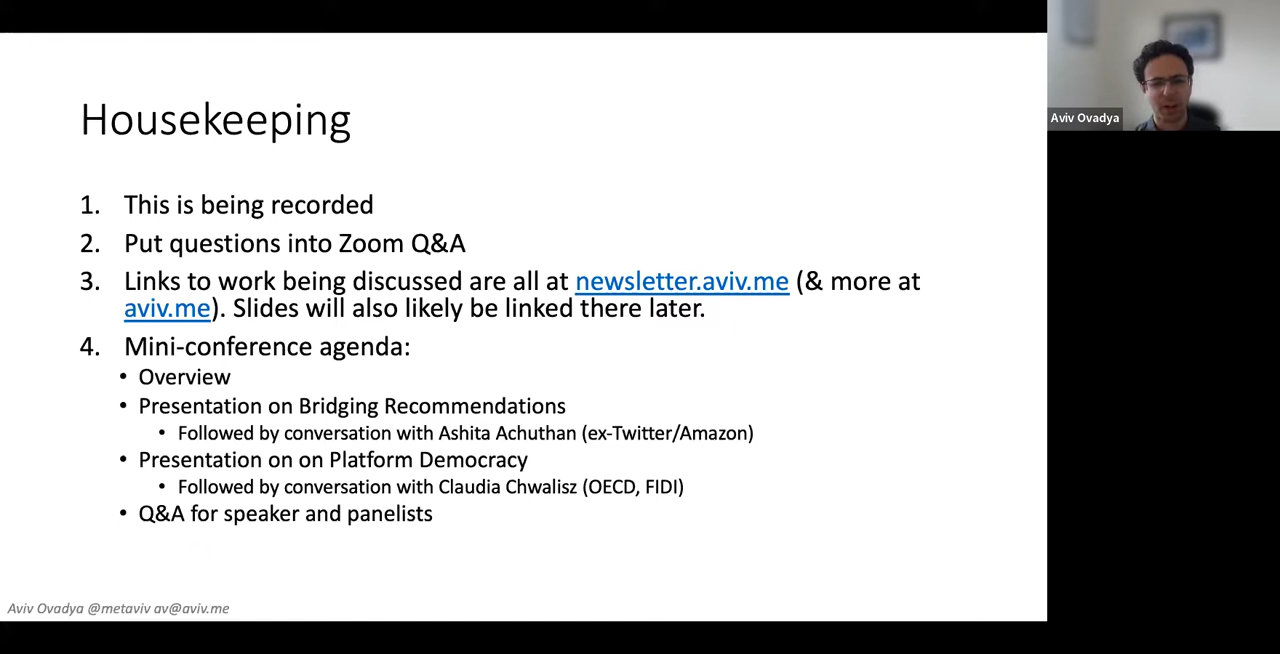 Housekeeping
1. This is being recorded
2. Put questions into Zoom Q&A
3. Links to work being discussed are all at newsletter.aviv.me (& more at
aviv.me). Slides will also likely be linked there later.
4. Mini-conference agenda:
• Overview
• Presentation on Bridging Recommendations
• Followed by conversation with Ashita Achuthan (ex-Twitter/Amazon)
• Presentation on on Platform Democracy
• Followed by conversation with Claudia Chwalisz (OECD, FIDI)
• Q&A for speaker and panelists
Aviv Ovadya @metaviv av@aviv.me
Aviv Ovadya